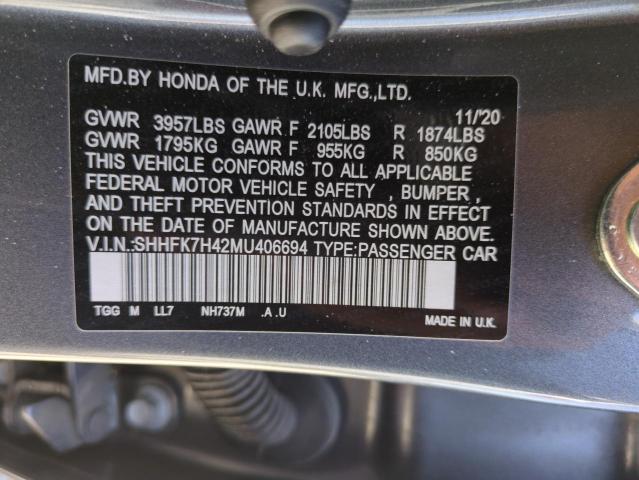 MFD.BY HONDA OF THE U.K. MFG.,LTD.
11/'20
GVWR 3957LBS GAWR F 2105LBS R 1874LBS
GVWR 1795KG GAWR F 955KG R 850KG
THIS VEHICLE CONFORMS TO ALL APPLICABLE
FEDERAL MOTOR VEHICLE SAFETY , BUMPER ,
AND THEFT PREVENTION STANDARDS IN EFFECT
ON THE DATE OF MANUFACTURE SHOWN ABOVE.
V.I.N.:SHHFK7H42MU406694 TYPE:PASSENGER CAR
TGG M LL7 NH737M .A .U MADE IN U.K.